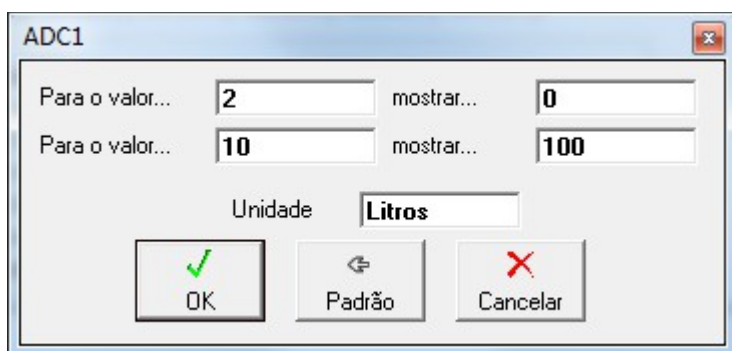 ADC1
Para o valor... 2 mostrar... 0
Para o valor... 10 mostrar... 100
Unidade Litros
OK Padrão Cancelar